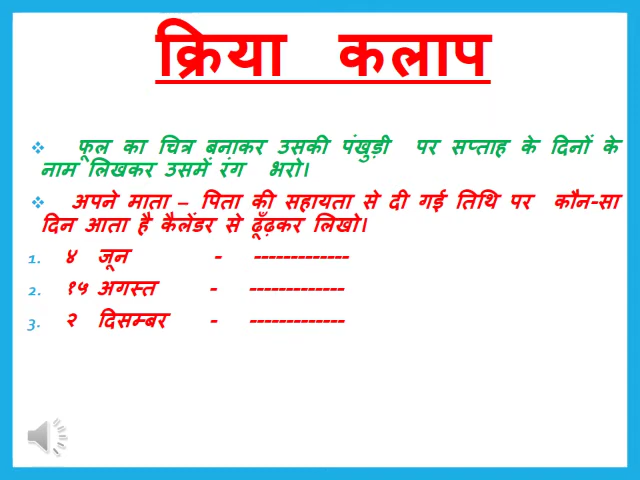 क्रिया कलाप
❖ फूल का चित्र बनाकर उसकी पंखुड़ी पर सप्ताह के दिनों के
नाम लिखकर उसमें रंग भरो।
❖ अपने माता – पिता की सहायता से दी गई तिथि पर कौन-सा
दिन आता है कैलेंडर से ढूँढ़कर लिखो।
1. ४ जून - -------------
2. १५ अगस्त - -------------
3. २ दिसम्बर - -------------